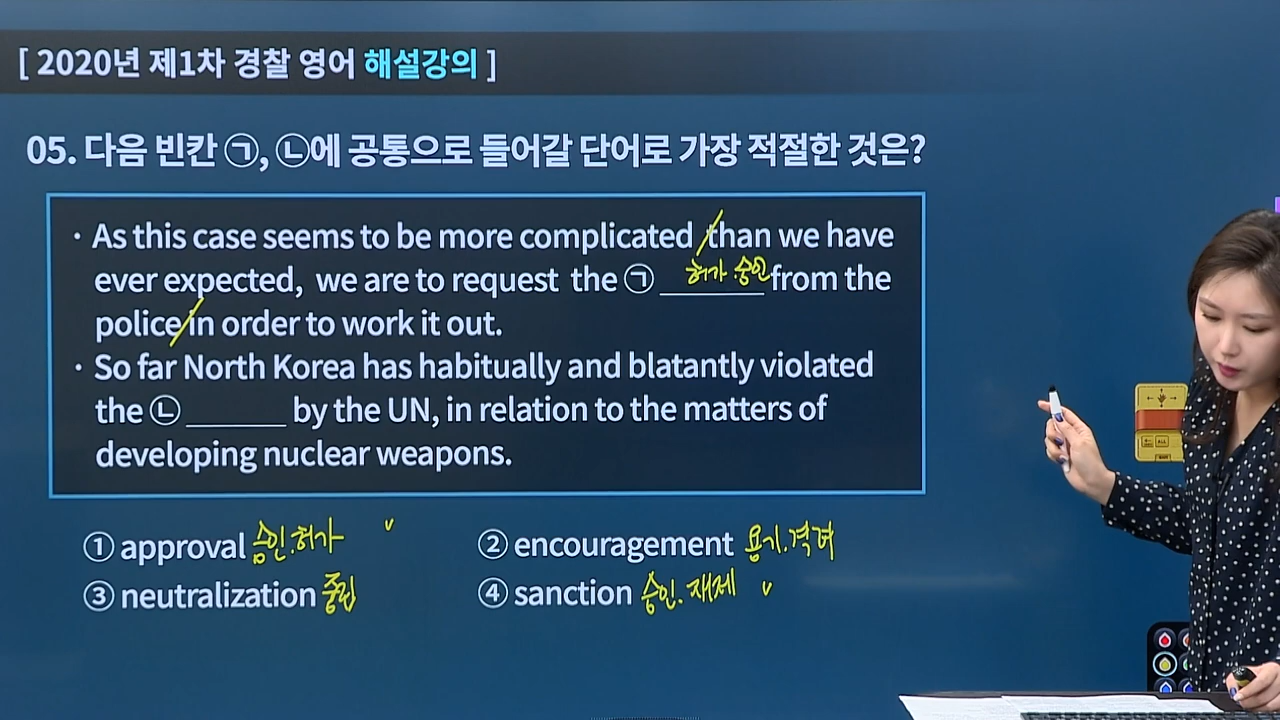 [ 2020년 제1차 경찰 영어 해설강의 ]
05. 다음 빈칸 ㉠, ㉡에 공통으로 들어갈 단어로 가장 적절한 것은?
· As this case seems to be more complicated than we have
허가·승인
ever expected, we are to request the ㉠ ________ from the
police in order to work it out.
· So far North Korea has habitually and blatantly violated
the ㉡ ________ by the UN, in relation to the matters of
developing nuclear weapons.
① approval 승인.허가 ② encouragement 용기.격려
③ neutralization 중립 ④ sanction 승인.재제
ALL